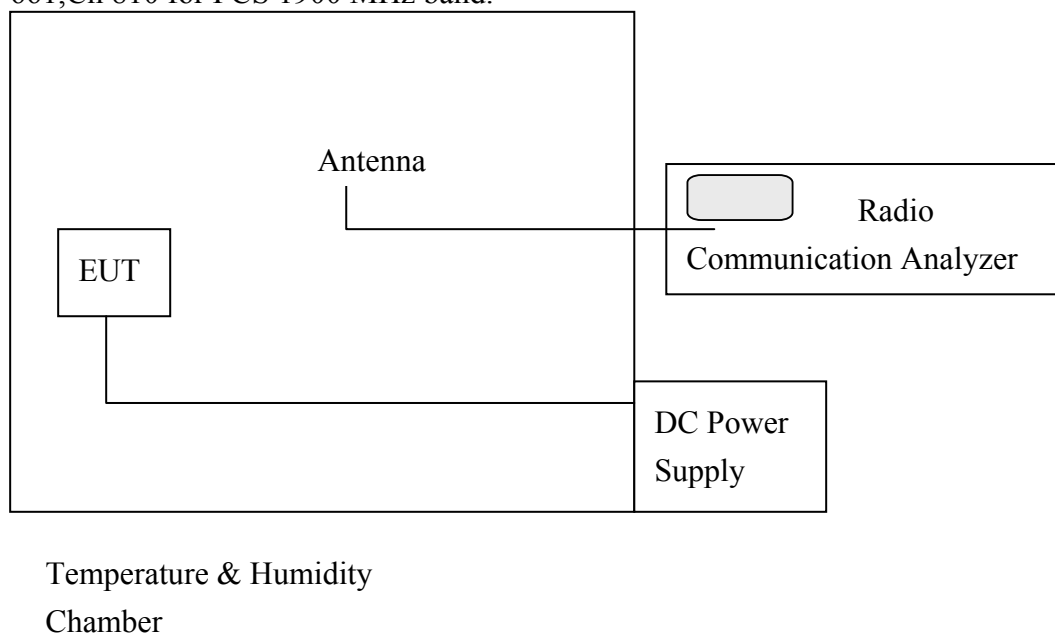 Antenna
Radio
Communication Analyzer
EUT
DC Power
Supply
Temperature & Humidity
Chamber